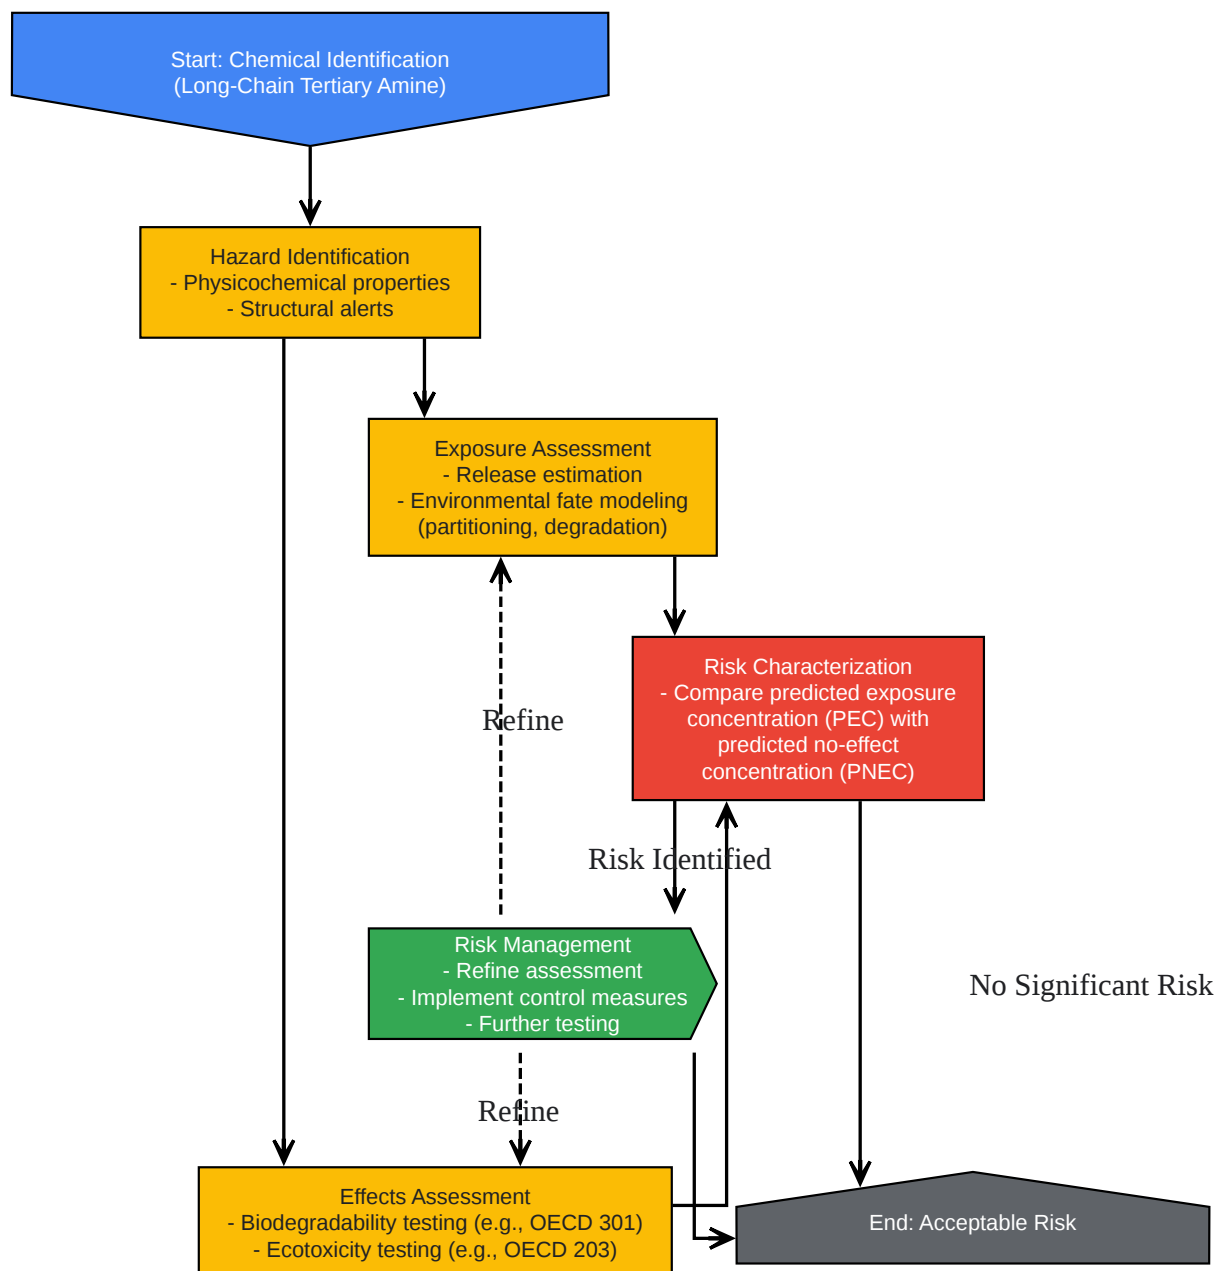 Start: Chemical Identification
(Long-Chain Tertiary Amine)
Hazard Identification
- Physicochemical properties
- Structural alerts
Exposure Assessment
- Release estimation
- Environmental fate modeling
(partitioning, degradation)
Risk Characterization
- Compare predicted exposure
concentration (PEC) with
predicted no-effect
concentration (PNEC)
Refine
Risk Identified
Risk Management
- Refine assessment
- Implement control measures
- Further testing
No Significant Risk
Refine
Effects Assessment
- Biodegradability testing (e.g., OECD 301)
- Ecotoxicity testing (e.g., OECD 203)
End: Acceptable Risk